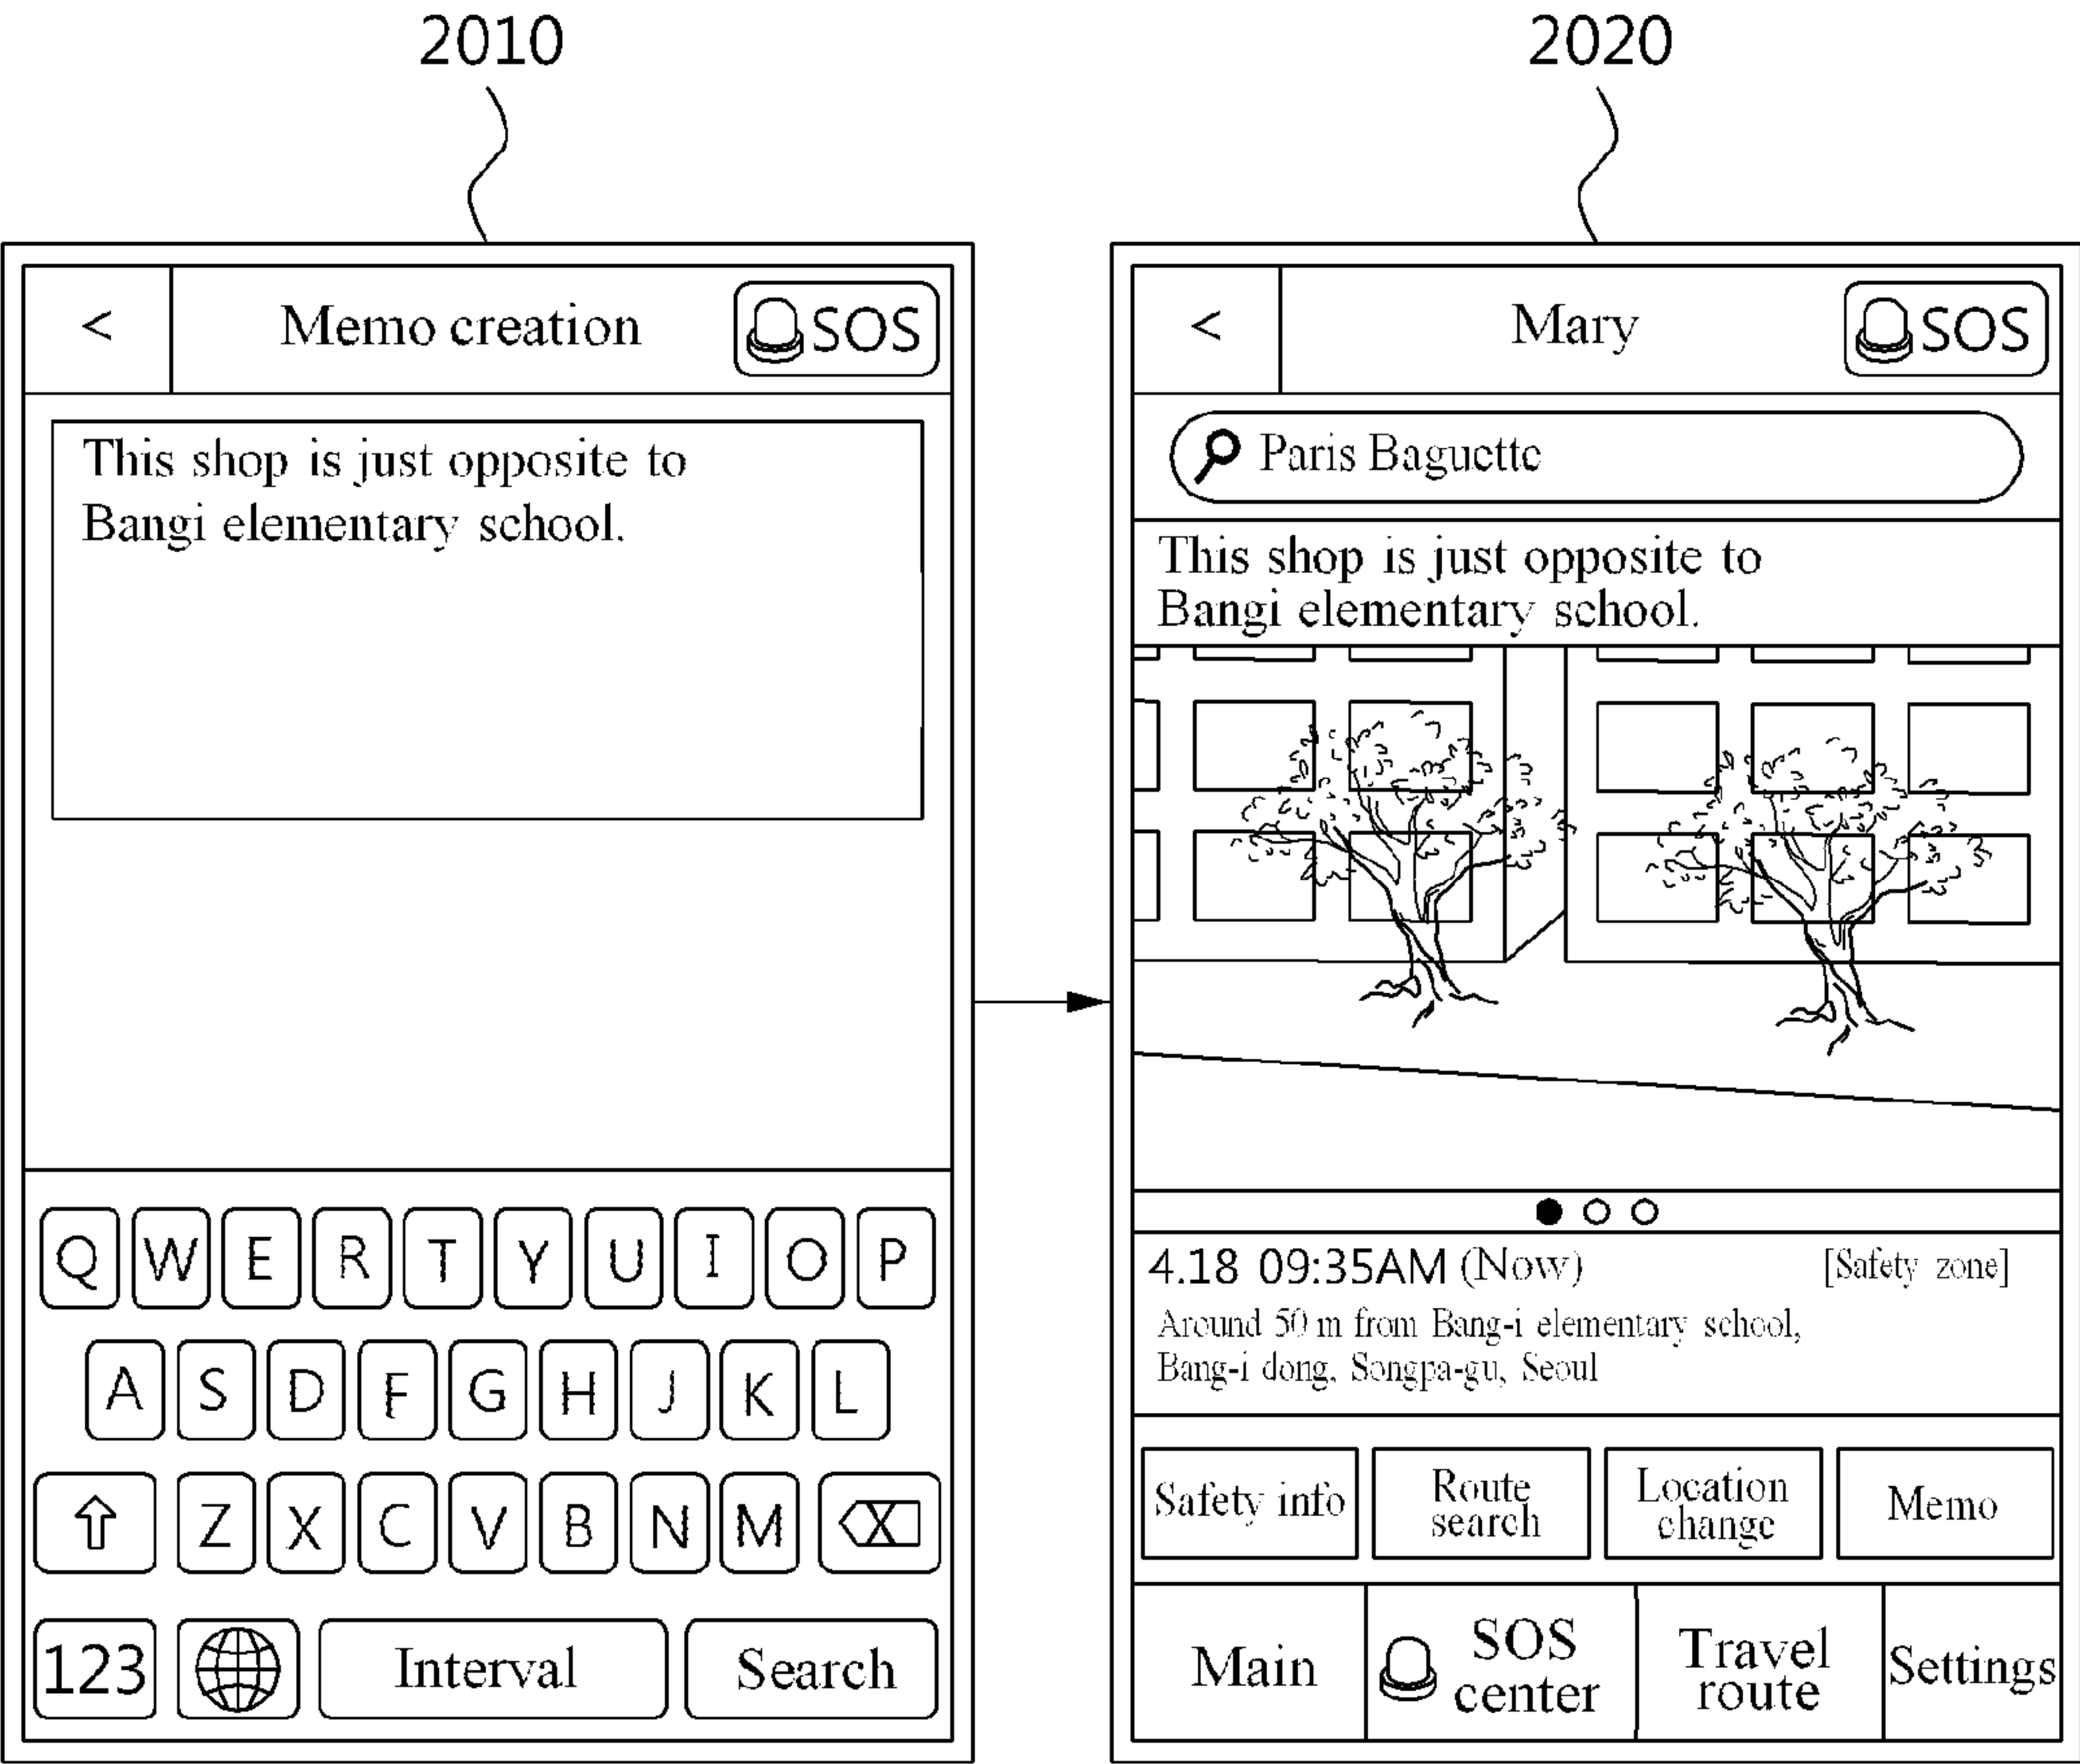 2010
2020
< Memo creation SOS
This shop is just opposite to
Bangi elementary school.
Q W E R T Y U I O P
A S D F G H J K L
Z X C V B N M X
123 Interval Search
< Mary SOS
Paris Baguette
This shop is just opposite to
Bangi elementary school.
4.18 09:35AM (Now) [Safety zone]
Around 50 m from Bang-i elementary school,
Bang-i dong, Songpa-gu, Seoul
Safety info
Route
search
Location
change
Memo
Main
SOS
center
Travel
route
Settings